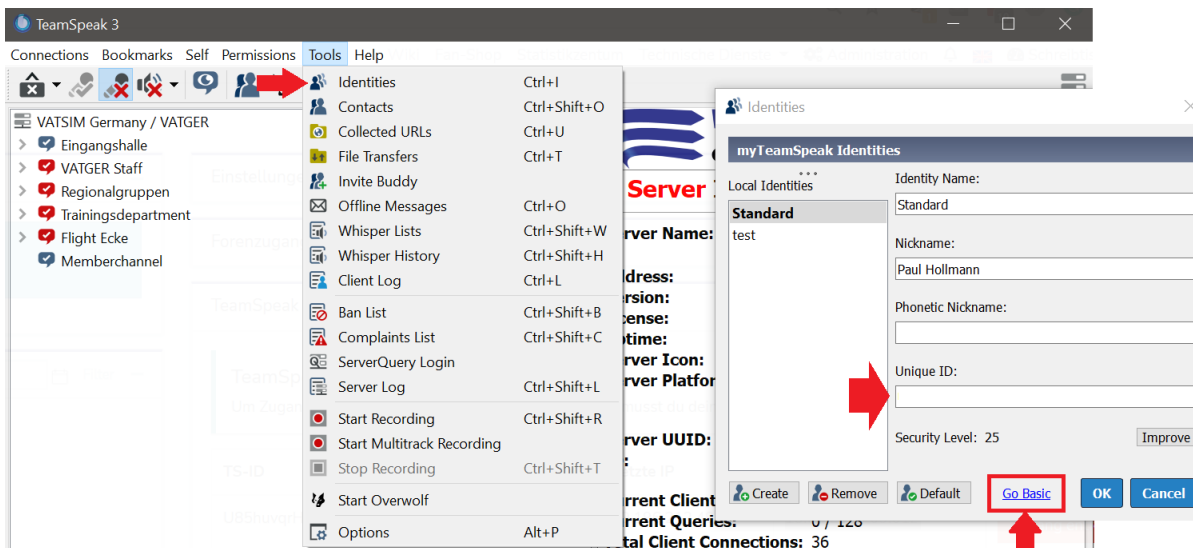 TeamSpeak 3
Connections Bookmarks Self Permissions Tools Help
VATSIM Germany / VATGER
Eingangshalle
VATGER Staff
Regionalgruppen
Trainingsdepartment
Flight Ecke
Memberchannel
Identities Ctrl+I
Contacts Ctrl+Shift+O
Collected URLs Ctrl+U
File Transfers Ctrl+T
Invite Buddy
Offline Messages Ctrl+O
Whisper Lists Ctrl+Shift+W
Whisper History Ctrl+Shift+H
Client Log Ctrl+L
Ban List Ctrl+Shift+B
Complaints List Ctrl+Shift+C
ServerQuery Login
Server Log Ctrl+Shift+L
Start Recording Ctrl+Shift+R
Start Multitrack Recording
Stop Recording Ctrl+Shift+T
Start Overwolf
Options Alt+P
Server
rver Name:
ddress:
ersion:
cense:
ptime:
rver Icon:
rver Platfor
rver UUID:
:
rrent Client
rrent Queries: 0 / 128
tal Client Connections: 36
Identities
myTeamSpeak Identities
Local Identities
Standard
test
Identity Name:
Standard
Nickname:
Paul Hollmann
Phonetic Nickname:
Unique ID:
Security Level: 25 Improve
Create Remove Default Go Basic OK Cancel
TeamSpeak
TS-ID